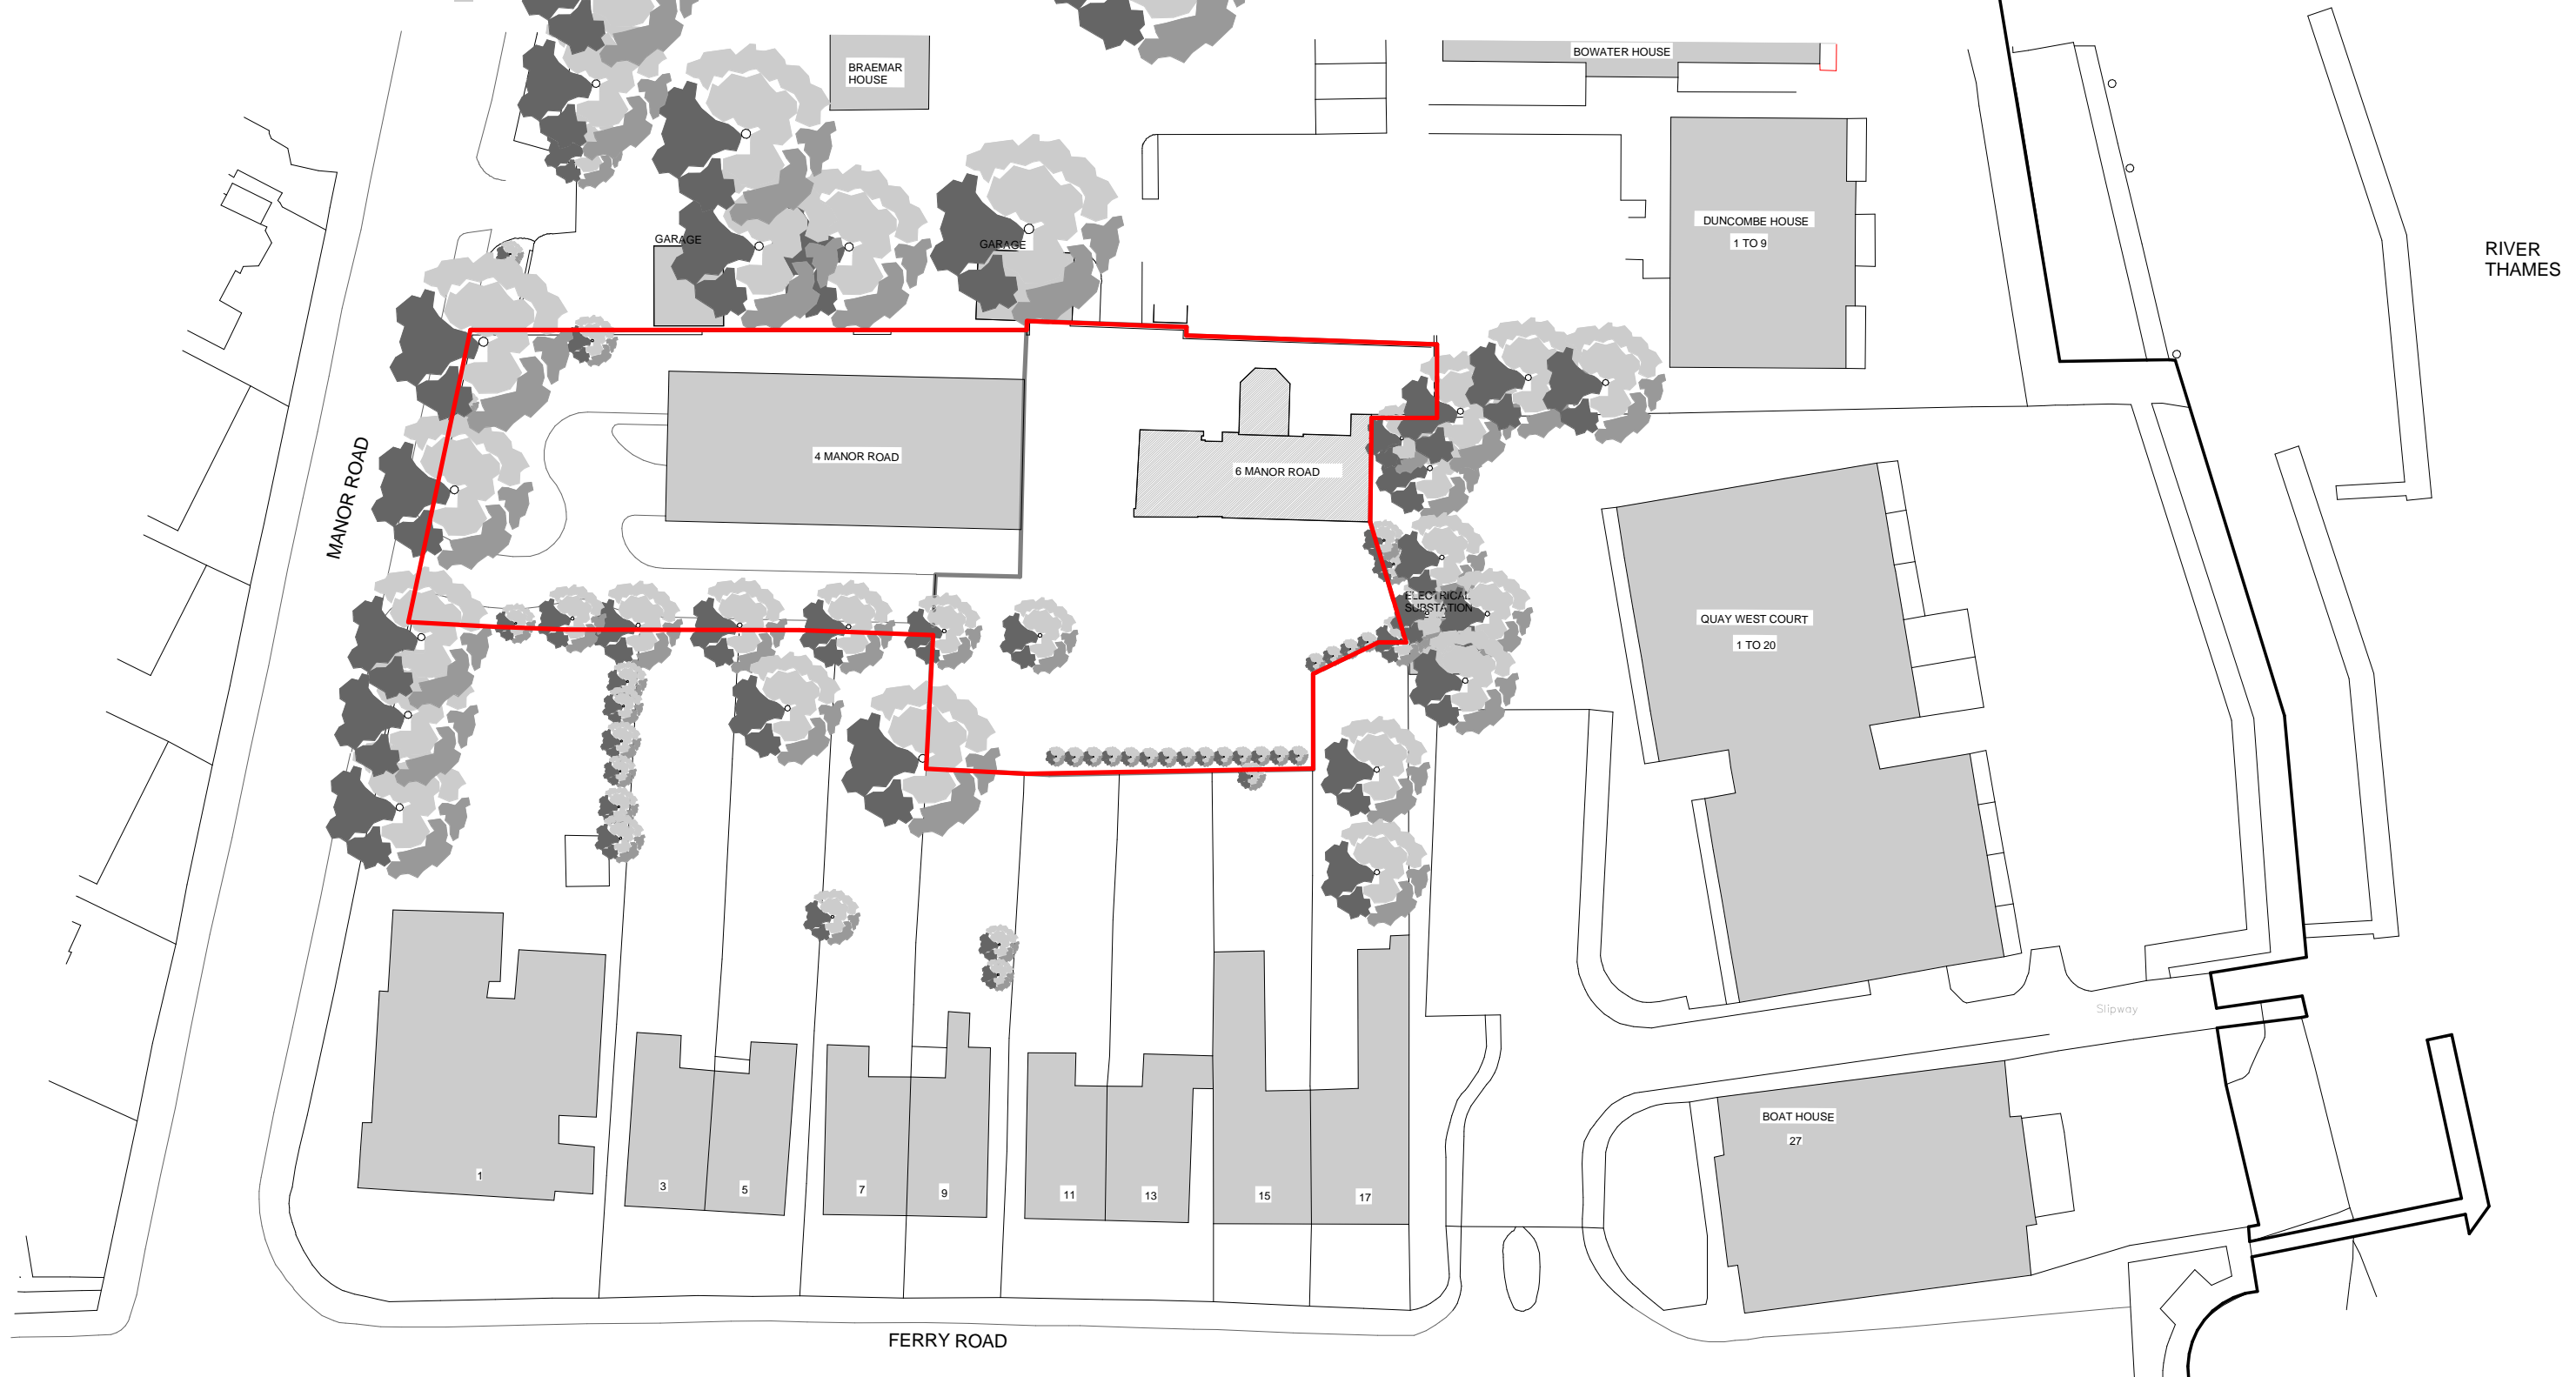 BRAEMAR
HOUSE
BOWATER HOUSE
DUNCOMBE HOUSE
1 TO 9
RIVER
THAMES
GARAGE
GARAGE
MANOR ROAD
4 MANOR ROAD
6 MANOR ROAD
ELECTRICAL
SUBSTATION
QUAY WEST COURT
1 TO 20
Slipway
BOAT HOUSE
27
1
3
5
7
9
11
13
15
17
FERRY ROAD